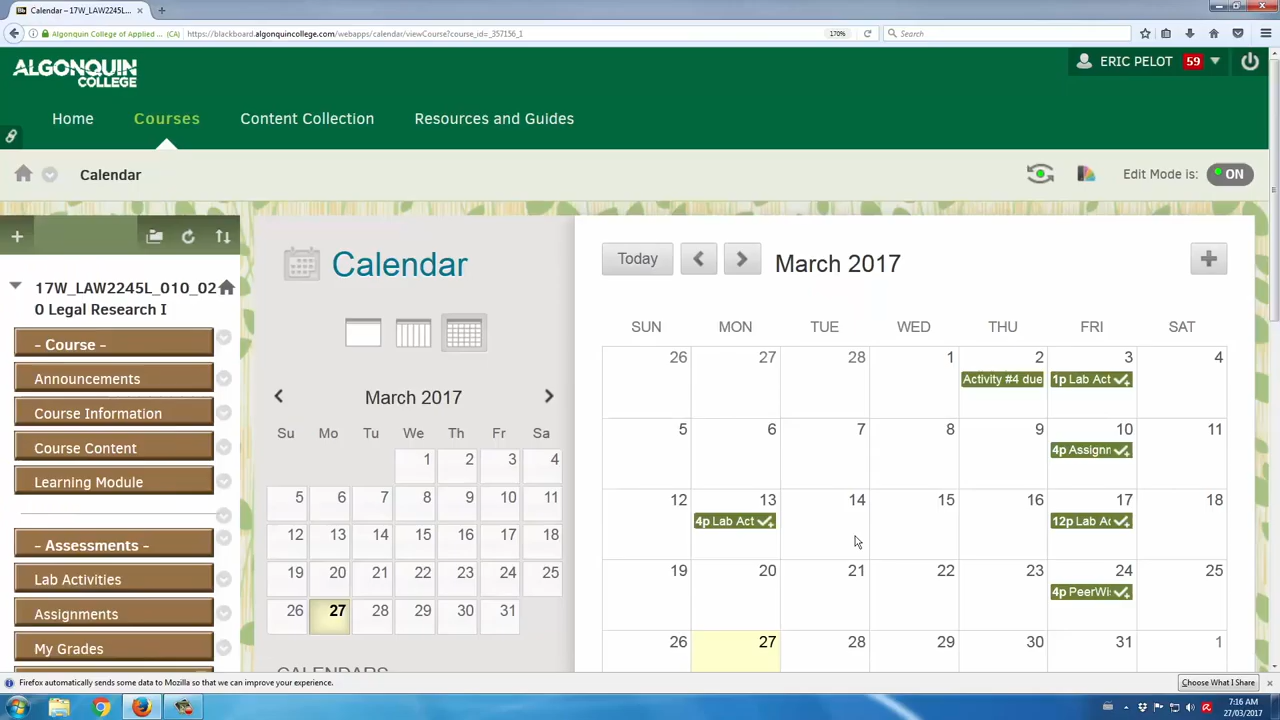 Calendar – 17W_LAW2245L...
Algonquin College of Applied ... (CA)
https://blackboard.algonquincollege.com/webapps/calendar/viewCourse?course_id=_357156_1
170%
Search
ALGONQUIN
COLLEGE
ERIC PELOT 59
Home Courses Content Collection Resources and Guides
Calendar
Edit Mode is: ON
17W_LAW2245L_010_02
0 Legal Research I
- Course -
Announcements
Course Information
Course Content
Learning Module
- Assessments -
Lab Activities
Assignments
My Grades
Calendar
March 2017
Su Mo Tu We Th Fr Sa
1 2 3 4
5 6 7 8 9 10 11
12 13 14 15 16 17 18
19 20 21 22 23 24 25
26 27 28 29 30 31
CALENDARS
Today
March 2017
SUN MON TUE WED THU FRI SAT
26 27 28 1 2 3 4
Activity #4 due 1p Lab Act
5 6 7 8 9 10 11
4p Assignm
12 13 14 15 16 17 18
4p Lab Act 12p Lab Ac
19 20 21 22 23 24 25
4p PeerWi
26 27 28 29 30 31 1
Firefox automatically sends some data to Mozilla so that we can improve your experience.
Choose What I Share
7:16 AM
27/03/2017